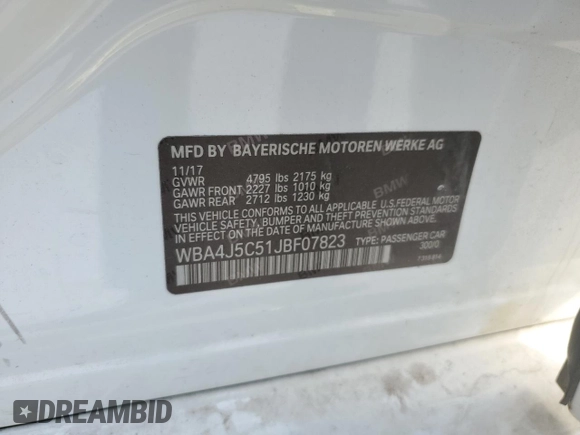 MFD BY BAYERISCHE MOTOREN WERKE AG
11/17
GVWR 4795 lbs 2175 kg
GAWR FRONT 2227 lbs 1010 kg
GAWR REAR 2712 lbs 1230 kg
THIS VEHICLE CONFORMS TO ALL APPLICABLE U.S.FEDERAL MOTOR
VEHICLE SAFETY, BUMPER, AND THEFT PREVENTION STANDARDS IN
EFFECT ON THE DATE OF MANUFACTURE SHOWN ABOVE.
WBA4J5C51JBF07823 TYPE: PASSENGER CAR
300/0
DREAMBID